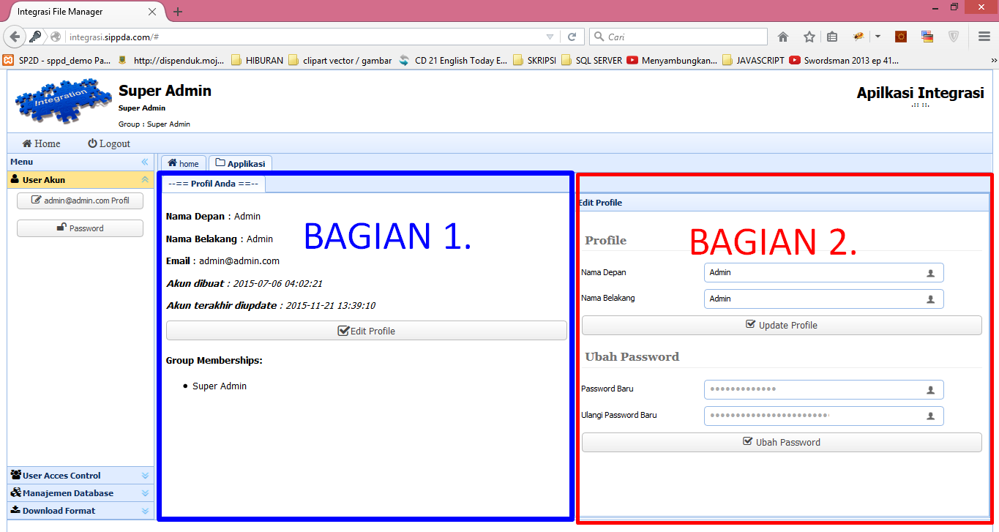 Integrasi File Manager
integrasi.sippda.com/#
Cari
SP2D - sppd_demo Pa...
http://dispenduk.moj...
HIBURAN
clipart vector / gambar
CD 21 English Today E...
SKRIPSI
SQL SERVER
Menyambungkan...
JAVASCRIPT
Swordsman 2013 ep 41...
Integration
Super Admin
Super Admin
Group : Super Admin
Apilkasi Integrasi
.:: ::.
Home
Logout
Menu
User Akun
admin@admin.com Profil
Password
User Acces Control
Manajemen Database
Download Format
home
Applikasi
--== Profil Anda ==--
Nama Depan : Admin
Nama Belakang : Admin
Email : admin@admin.com
Akun dibuat : 2015-07-06 04:02:21
Akun terakhir diupdate : 2015-11-21 13:39:10
Edit Profile
Group Memberships:
Super Admin
BAGIAN 1.
Edit Profile
Profile
BAGIAN 2.
Nama Depan
Admin
Nama Belakang
Admin
Update Profile
Ubah Password
Password Baru
Ulangi Password Baru
Ubah Password